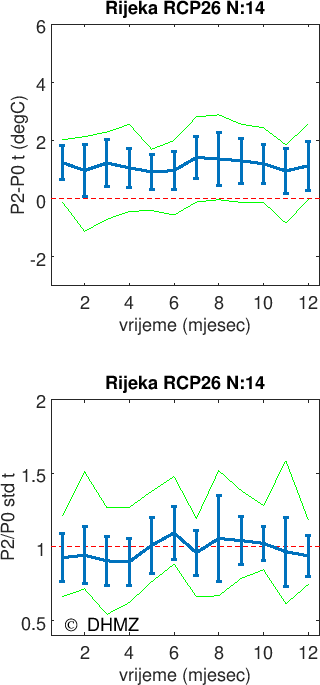 Rijeka RCP26 N:14
6
4
2
0
-2
P2-P0 t (degC)
2 4 6 8 10 12
vrijeme (mjesec)
Rijeka RCP26 N:14
2
1.5
1
0.5
P2/P0 std t
© DHMZ
2 4 6 8 10 12
vrijeme (mjesec)